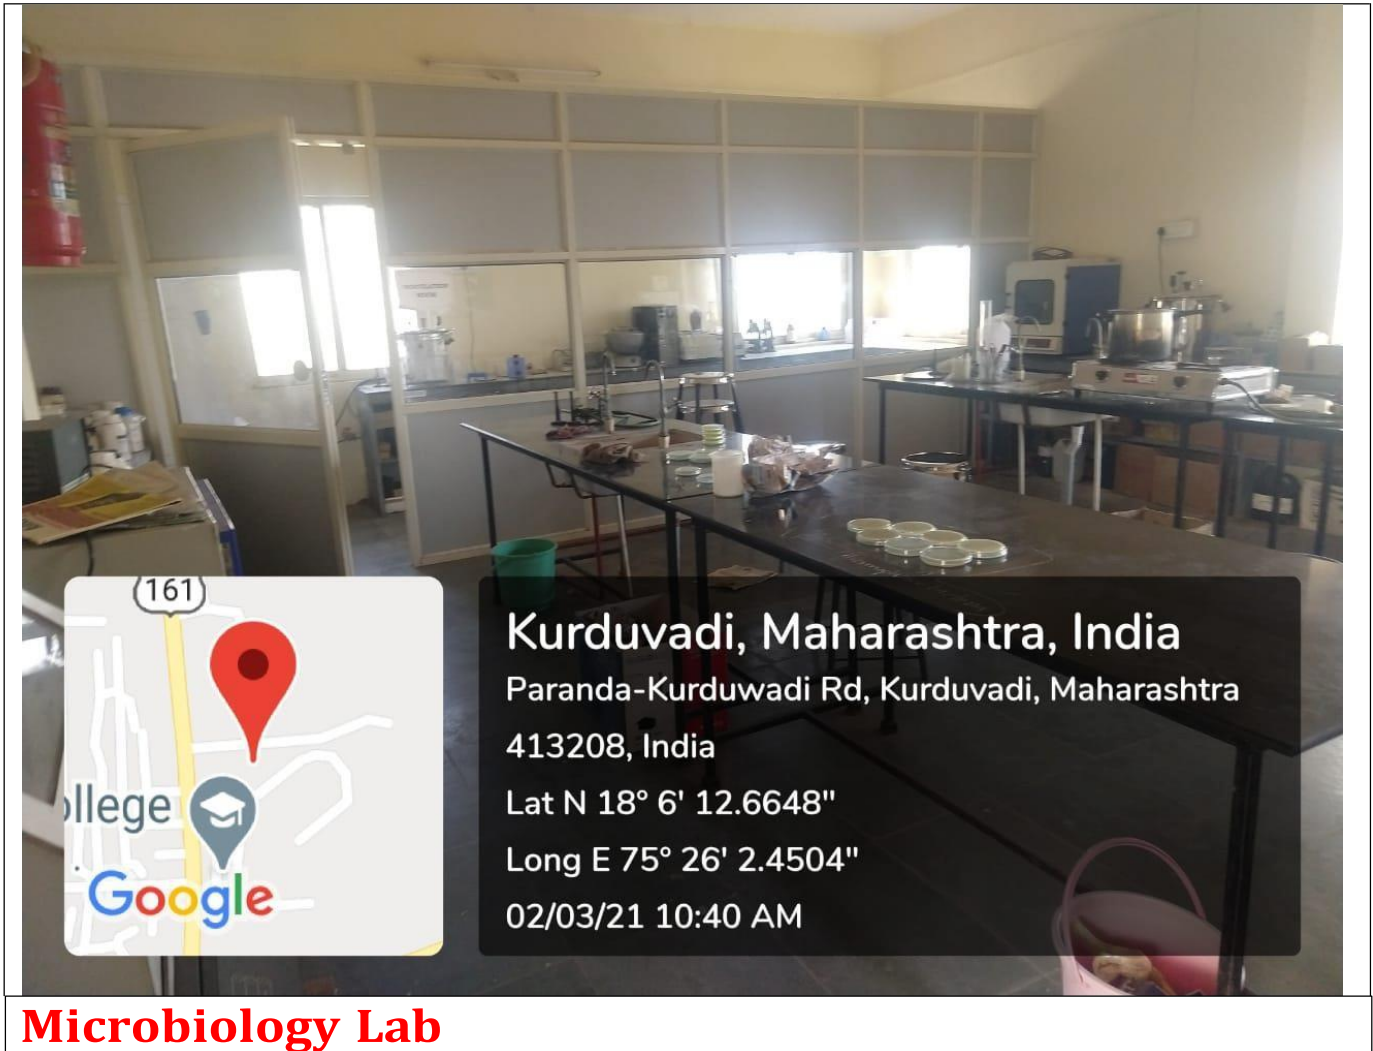 161
ollege
Google
Kurduvadi, Maharashtra, India
Paranda-Kurduwadi Rd, Kurduvadi, Maharashtra
413208, India
Lat N 18° 6' 12.6648"
Long E 75° 26' 2.4504"
02/03/21 10:40 AM
Microbiology Lab